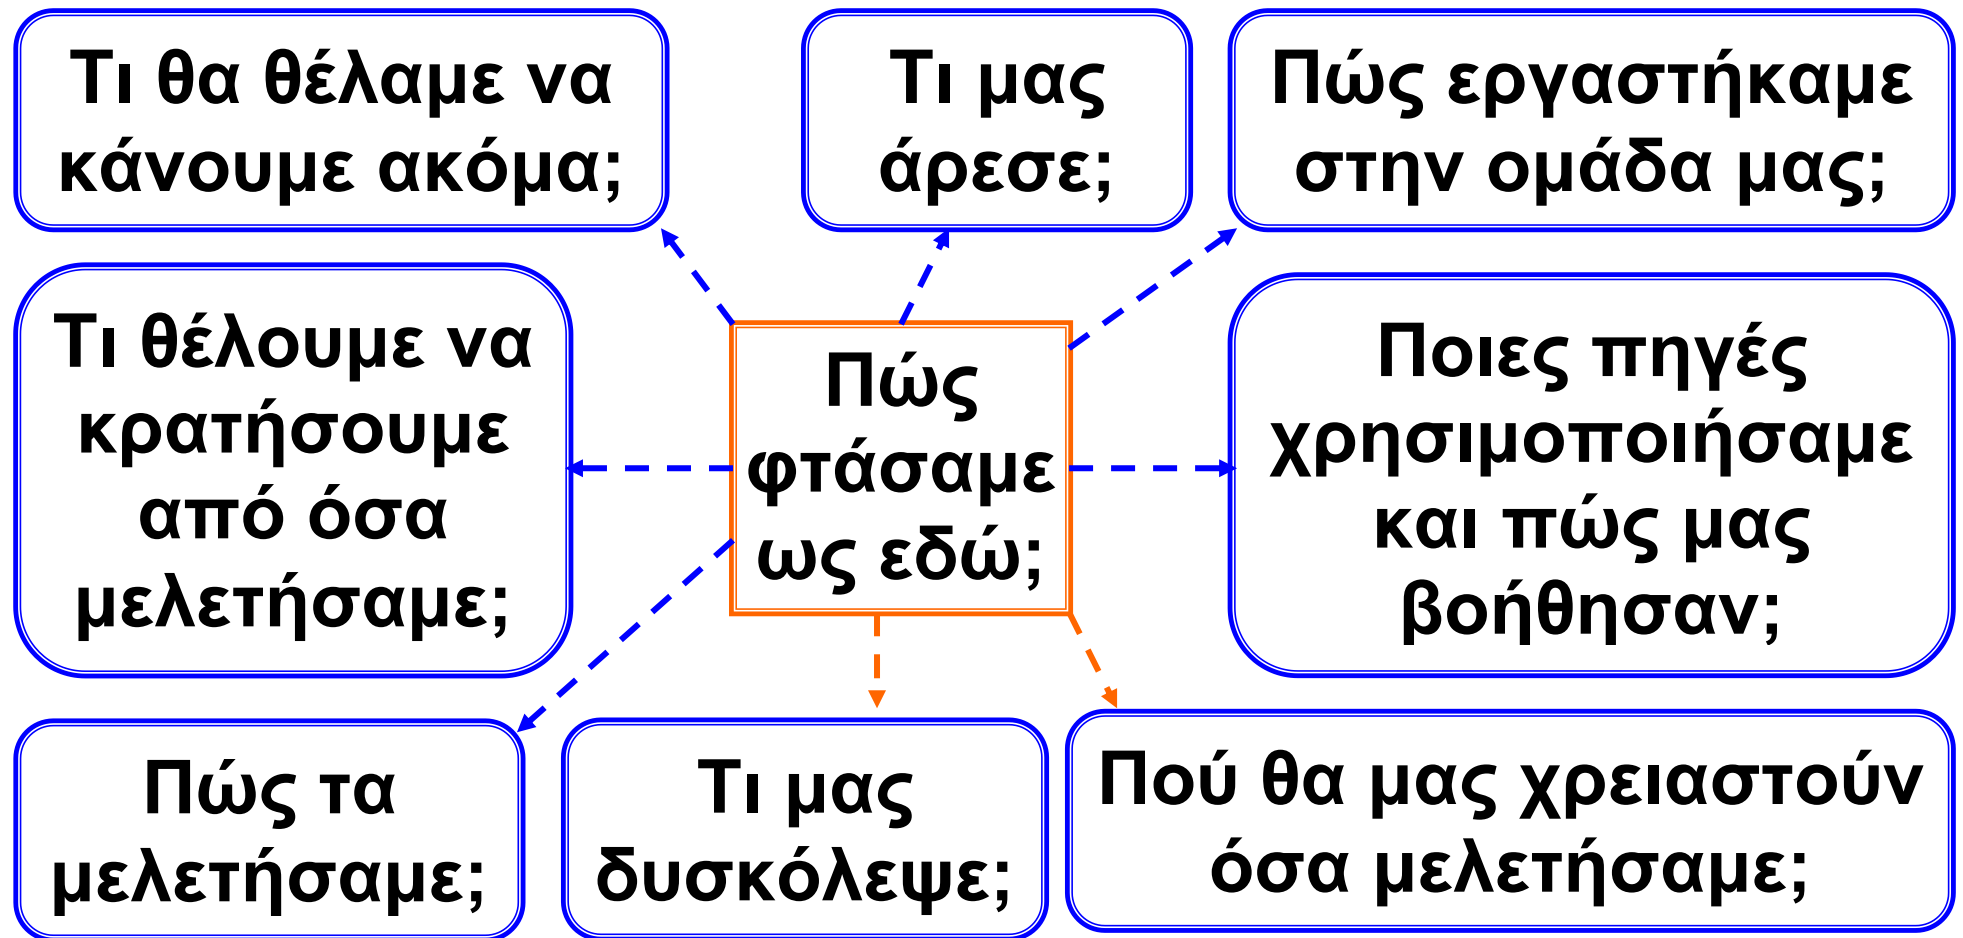 Τι θα θέλαμε να
κάνουμε ακόμα;
Τι μας
άρεσε;
Πώς εργαστήκαμε
στην ομάδα μας;
Τι θέλουμε να
κρατήσουμε
από όσα
μελετήσαμε;
Πώς
φτάσαμε
ως εδώ;
Ποιες πηγές
χρησιμοποιήσαμε
και πώς μας
βοήθησαν;
Πώς τα
μελετήσαμε;
Τι μας
δυσκόλεψε;
Πού θα μας χρειαστούν
όσα μελετήσαμε;